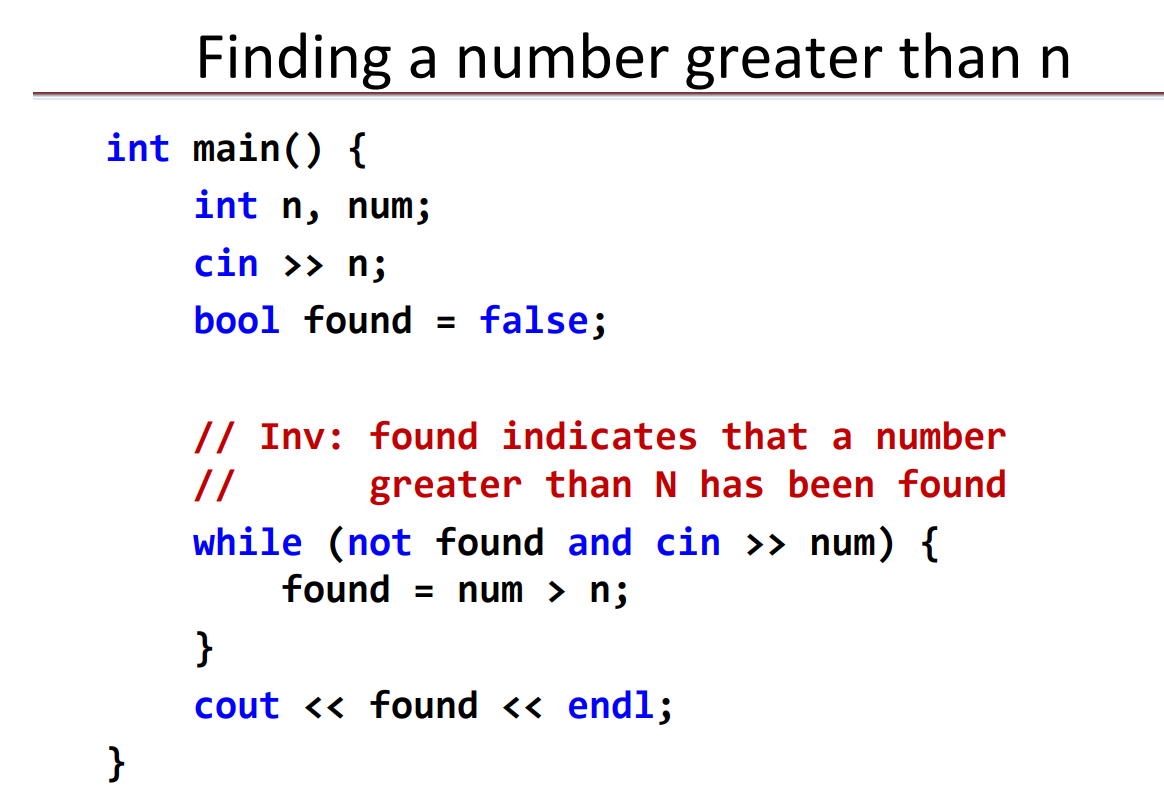 Finding a number greater than n
int main() {
    int n, num;
    cin >> n;
    bool found = false;
    // Inv: found indicates that a number
    //      greater than N has been found
    while (not found and cin >> num) {
        found = num > n;
    }
    cout << found << endl;
}